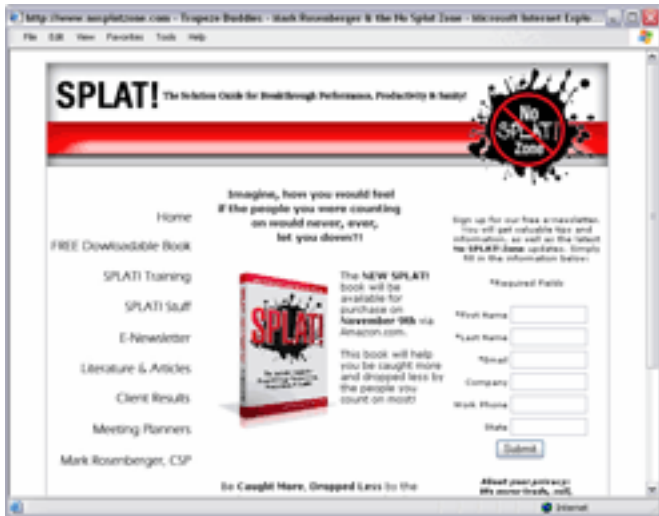 http://www.nosplatzone.com - Trapeze Buddies - Mark Rosenberger & the No Splat Zone - Microsoft Internet Explo
File Edit View Favorites Tools Help
SPLAT! The Solution Guide for Breakthrough Performance, Productivity & Sanity!
No
SPLAT!
Zone
Imagine, how you would feel
if the people you were counting
on would never, ever,
let you down?!
Home
FREE Dowloadable Book
SPLAT! Training
SPLAT! Stuff
E-Newsletter
Literature & Articles
Client Results
Meeting Planners
Mark Rosenberger, CSP
SPLAT!
The NEW SPLAT!
book will be
available for
purchase on
November 9th via
Amazon.com.
This book will help
you be caught more
and dropped less by
the people you
count on most!
Be Caught More, Dropped Less by the
Sign up for our free e-newsletter.
You will get valuable tips and
information, as well as the latest
No SPLAT! Zone updates. Simply
fill in the information below:
*Required Fields
*First Name
*Last Name
*Email
Company
Work Phone
State
Submit
About your privacy:
We never trade, sell,
Internet